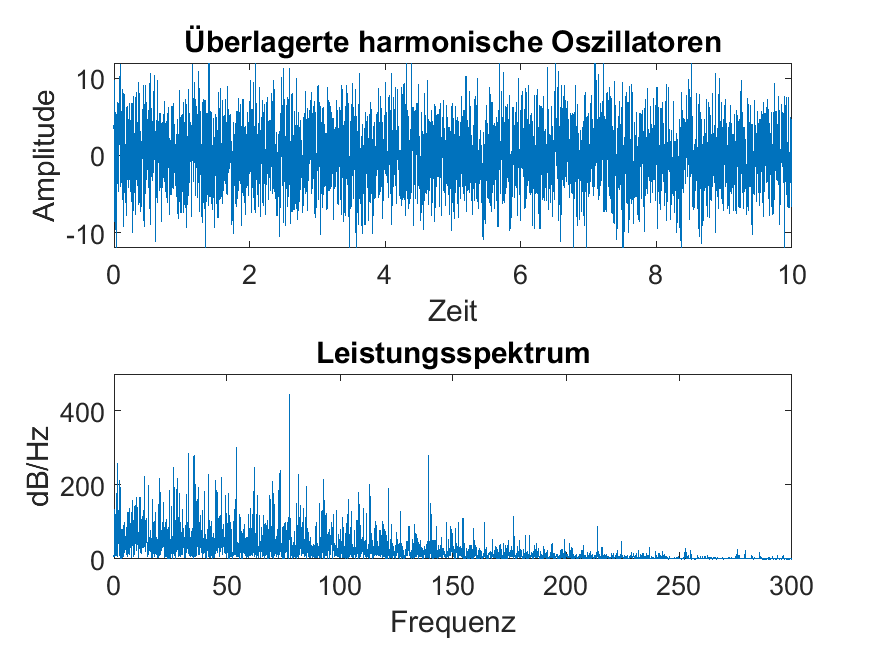 Überlagerte harmonische Oszillatoren
10
0
-10
Amplitude
0 2 4 6 8 10
Zeit
Leistungsspektrum
400
200
0
dB/Hz
0 50 100 150 200 250 300
Frequenz